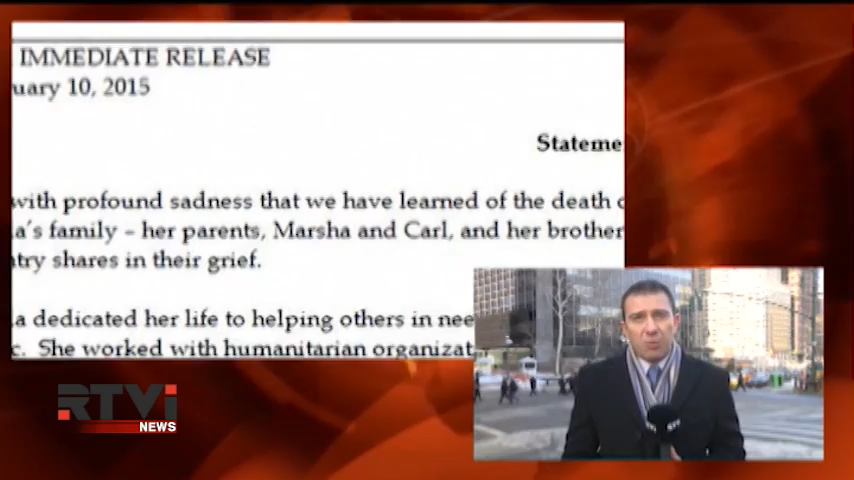 IMMEDIATE RELEASE
uary 10, 2015
Stateme
with profound sadness that we have learned of the death
a's family – her parents, Marsha and Carl, and her brother
try shares in their grief.
a dedicated her life to helping others in nee
c. She worked with humanitarian organizat
RTVi
NEWS